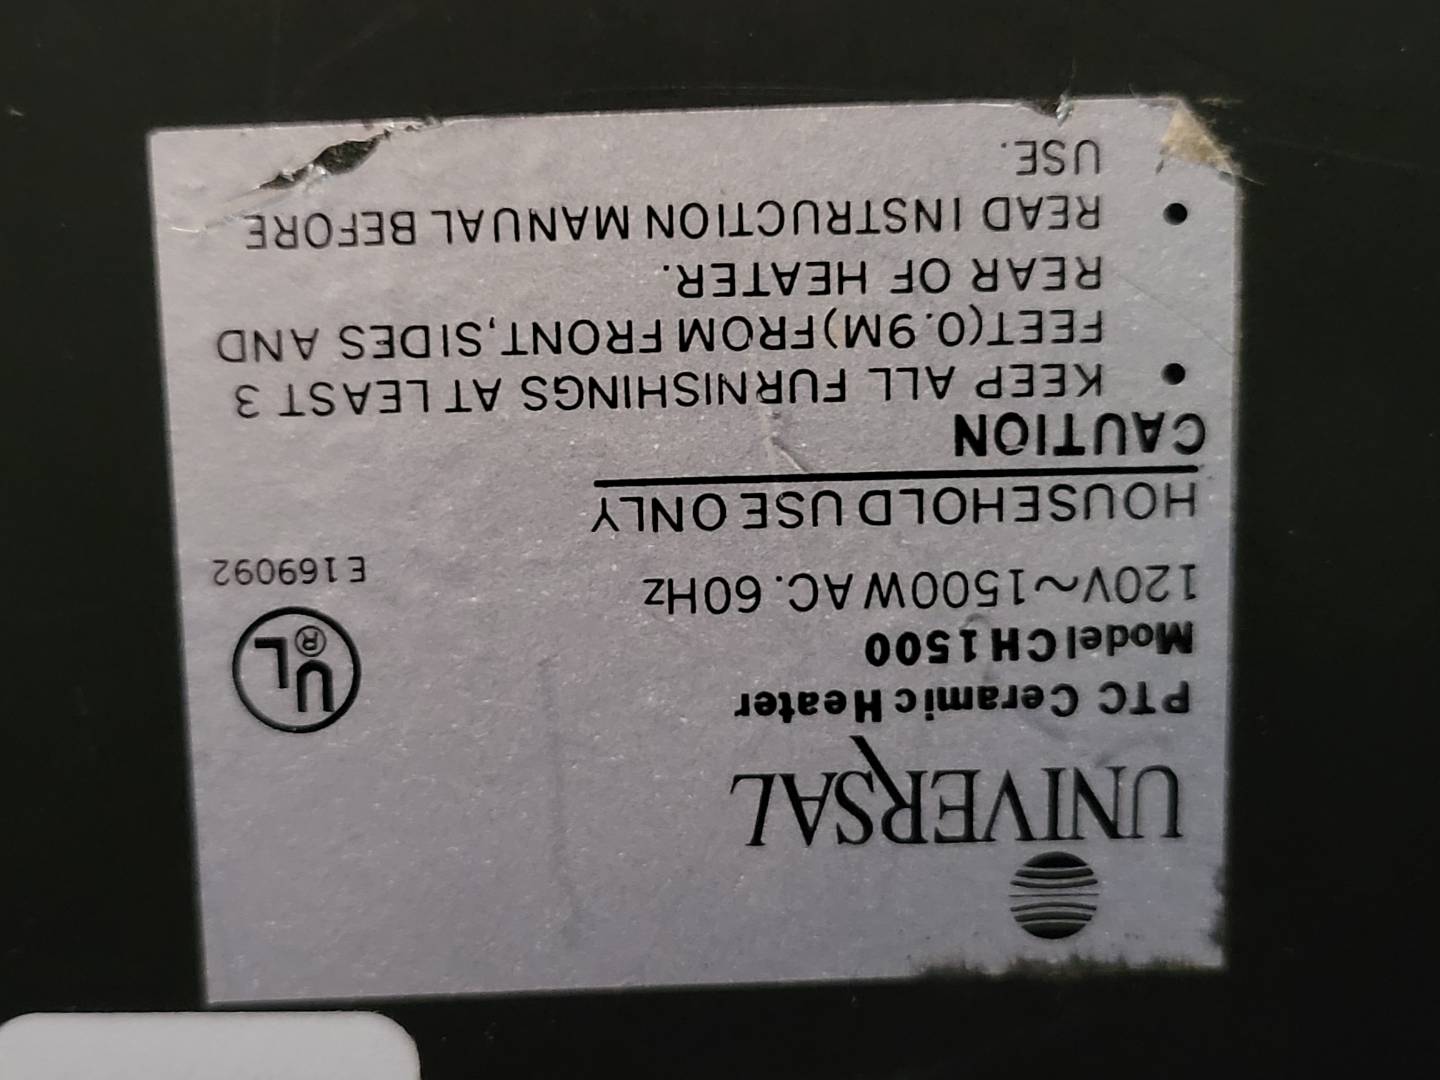 UNIVERSAL
PTC Ceramic Heater
Model CH1500
120V~1500W AC. 60Hz
UL®
E169092
HOUSEHOLD USE ONLY
CAUTION
• KEEP ALL FURNISHINGS AT LEAST 3
FEET(0.9M)FROM FRONT,SIDES AND
REAR OF HEATER.
• READ INSTRUCTION MANUAL BEFORE
USE.